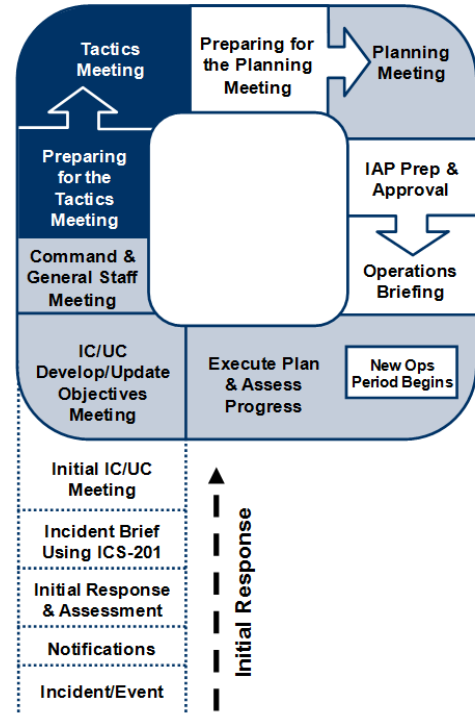 Tactics
Meeting
Preparing for
the Planning
Meeting
Planning
Meeting
Preparing
for the
Tactics
Meeting
IAP Prep &
Approval
Command &
General Staff
Meeting
Operations
Briefing
IC/UC
Develop/Update
Objectives
Meeting
Execute Plan
& Assess
Progress
New Ops
Period Begins
Initial IC/UC
Meeting
Incident Brief
Using ICS-201
Initial Response
& Assessment
Notifications
Incident/Event
Initial Response